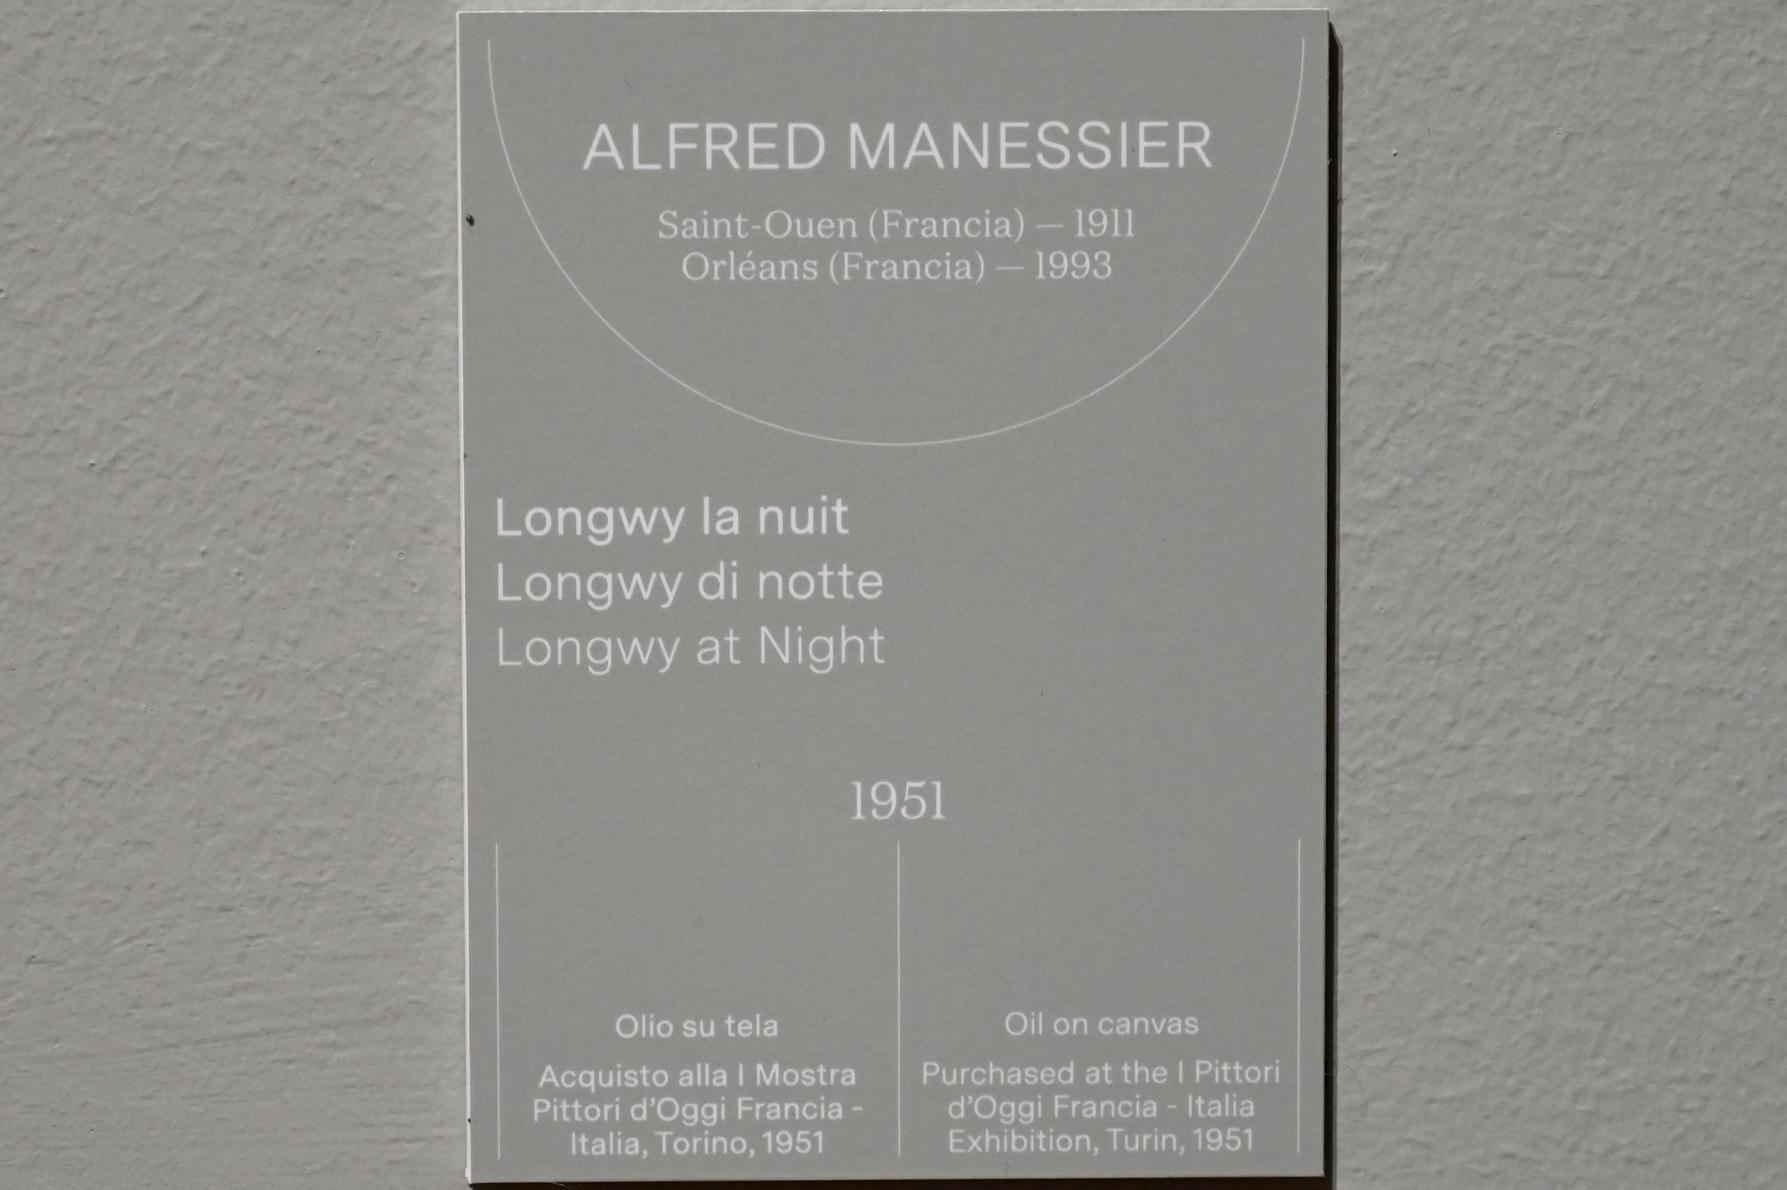 ALFRED MANESSIER
Saint-Ouen (Francia) — 1911
Orléans (Francia) — 1993
Longwy la nuit
Longwy di notte
Longwy at Night
1951
Olio su tela
Acquisto alla I Mostra
Pittori d'Oggi Francia -
Italia, Torino, 1951
Oil on canvas
Purchased at the I Pittori
d'Oggi Francia - Italia
Exhibition, Turin, 1951